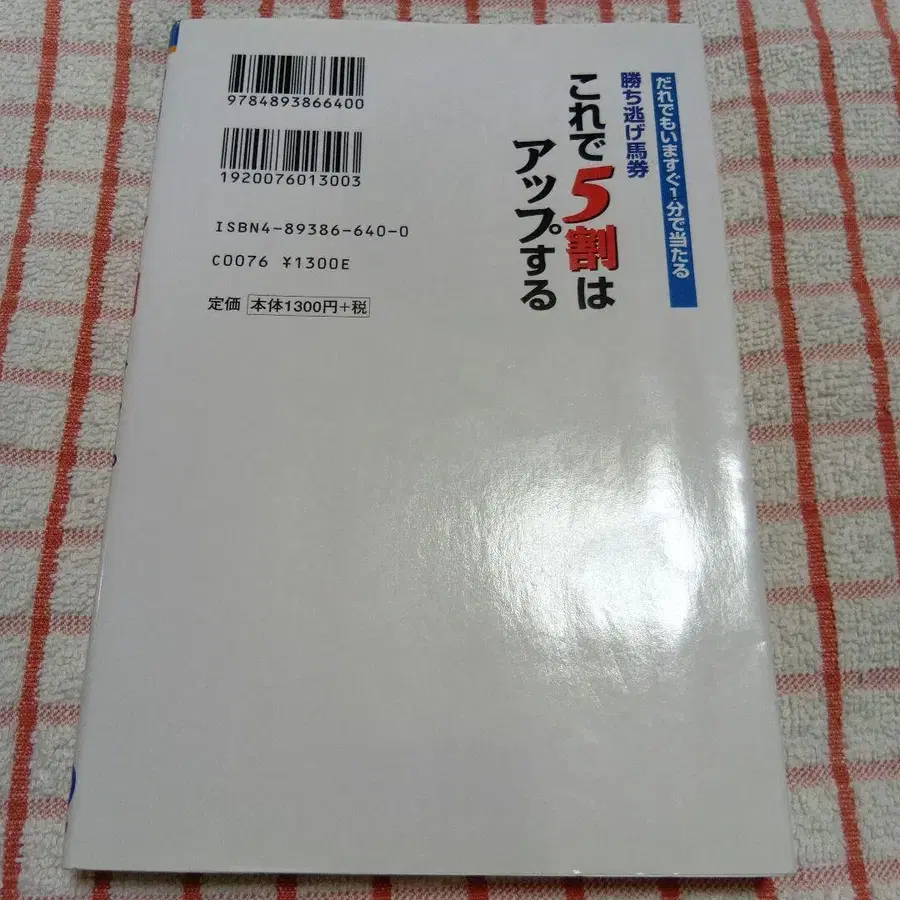 だれでもいますぐ1分で当たる
勝ち逃げ馬券
これで5割は
アップする
9784893866400
1920076013003
ISBN4-89386-640-0
C0076 ¥1300E
定価 本体1300円+税